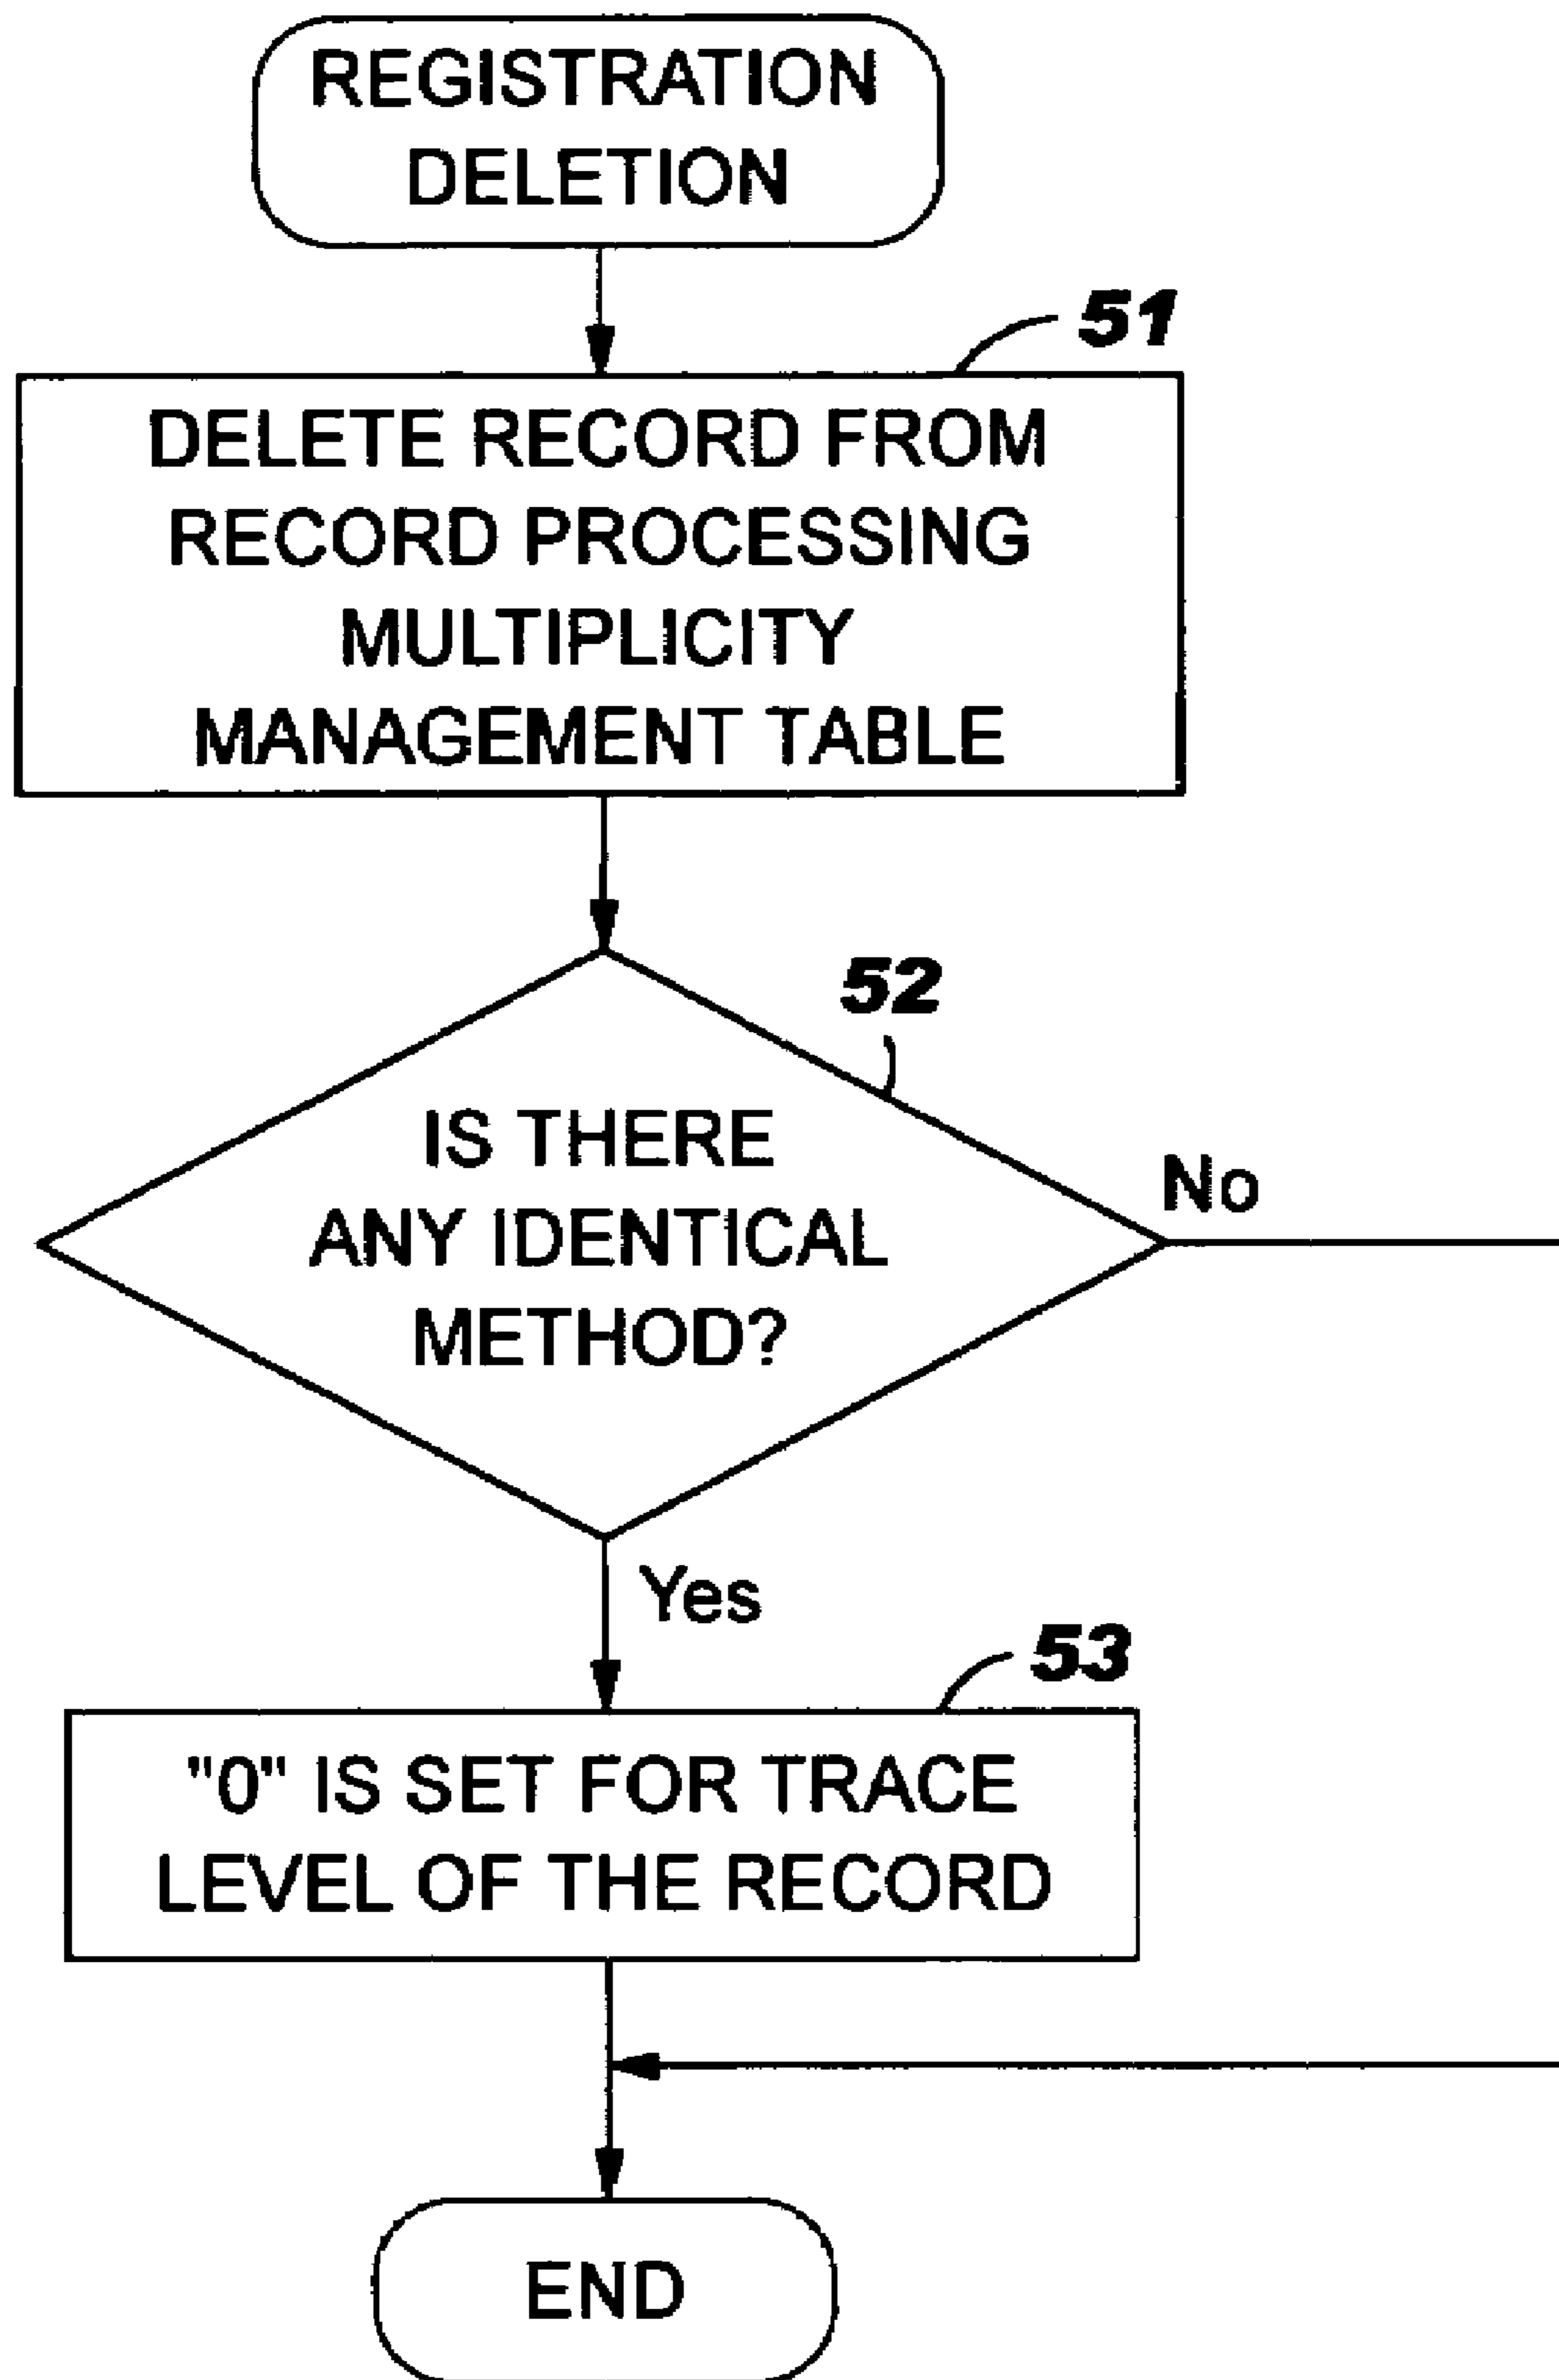 REGISTRATION
DELETION
51
DELETE RECORD FROM
RECORD PROCESSING
MULTIPLICITY
MANAGEMENT TABLE
52
IS THERE
ANY IDENTICAL
METHOD?
No
Yes
53
"0" IS SET FOR TRACE
LEVEL OF THE RECORD
END